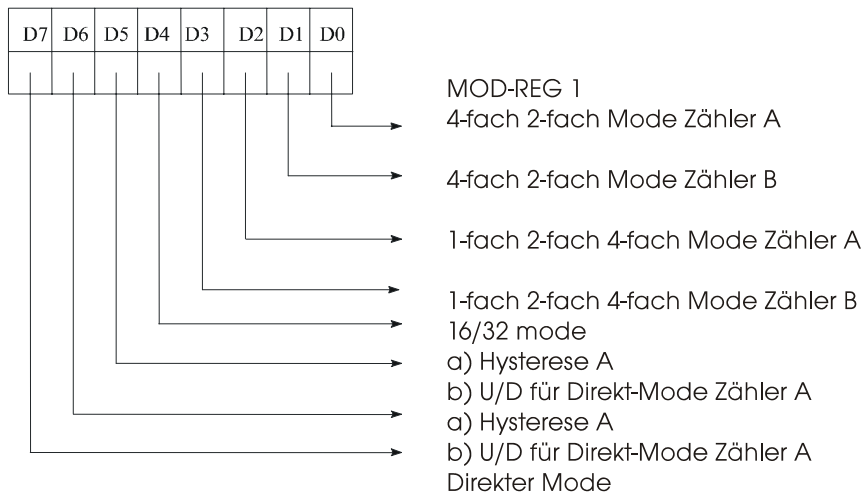 D7 D6 D5 D4 D3 D2 D1 D0
MOD-REG 1
4-fach 2-fach Mode Zähler A
4-fach 2-fach Mode Zähler B
1-fach 2-fach 4-fach Mode Zähler A
1-fach 2-fach 4-fach Mode Zähler B
16/32 mode
a) Hysterese A
b) U/D für Direkt-Mode Zähler A
a) Hysterese A
b) U/D für Direkt-Mode Zähler A
Direkter Mode